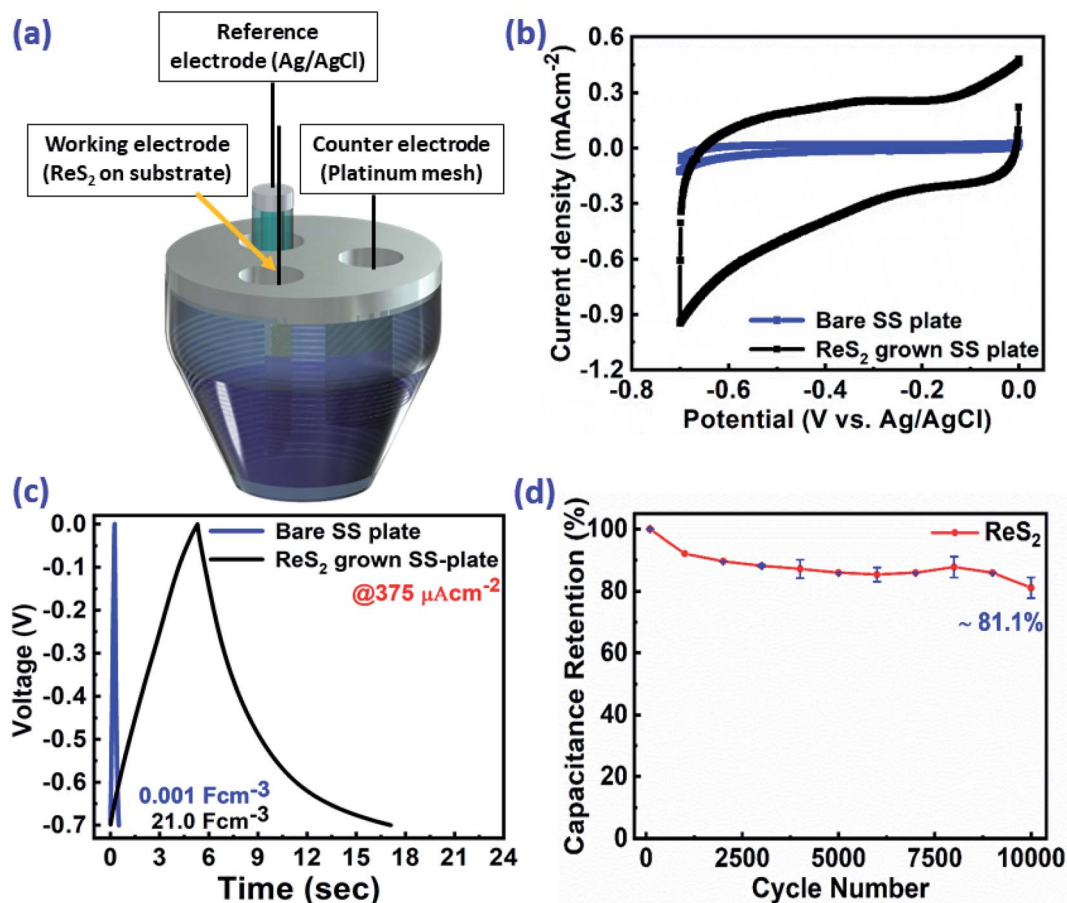 (a)
Reference
electrode (Ag/AgCl)
Working electrode
(ReS₂ on substrate)
Counter electrode
(Platinum mesh)
(b)
Current density (mAcm⁻²)
0.6
0.3
0.0
-0.3
-0.6
-0.9
-1.2
Bare SS plate
ReS₂ grown SS plate
-0.8 -0.6 -0.4 -0.2 0.0
Potential (V vs. Ag/AgCl)
(c)
Voltage (V)
0.0
-0.1
-0.2
-0.3
-0.4
-0.5
-0.6
-0.7
Bare SS plate
ReS₂ grown SS-plate
@375 μAcm⁻²
0.001 Fcm⁻³
21.0 Fcm⁻³
0 3 6 9 12 15 18 21 24
Time (sec)
(d)
Capacitance Retention (%)
100
80
60
40
20
0
ReS₂
~ 81.1%
0 2500 5000 7500 10000
Cycle Number